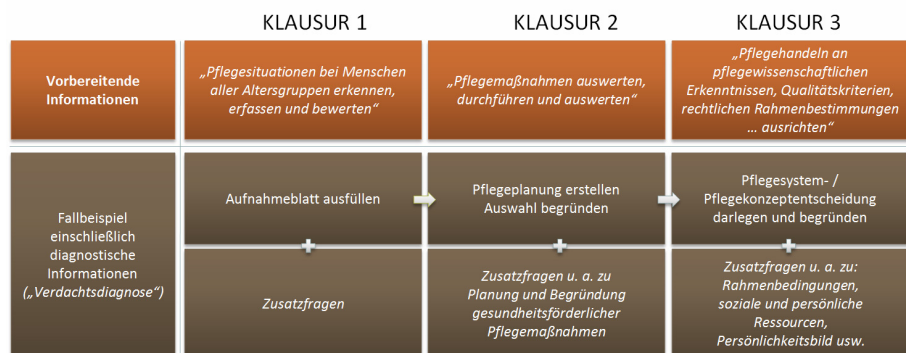 KLAUSUR 1
KLAUSUR 2
KLAUSUR 3
Vorbereitende
Informationen
„Pflegesituationen bei Menschen
aller Altersgruppen erkennen,
erfassen und bewerten“
„Pflegemaßnahmen auswerten,
durchführen und auswerten“
„Pflegehandeln an
pflegewissenschaftlichen
Erkenntnissen, Qualitätskriterien,
rechtlichen Rahmenbestimmungen
… ausrichten“
Fallbeispiel
einschließlich
diagnostische
Informationen
(„Verdachtsdiagnose“)
Aufnahmeblatt ausfüllen
Pflegeplanung erstellen
Auswahl begründen
Pflegesystem- /
Pflegekonzeptentscheidung
darlegen und begründen
Zusatzfragen
Zusatzfragen u. a. zu
Planung und Begründung
gesundheitsförderlicher
Pflegemaßnahmen
Zusatzfragen u. a. zu:
Rahmenbedingungen,
soziale und persönliche
Ressourcen,
Persönlichkeitsbild usw.